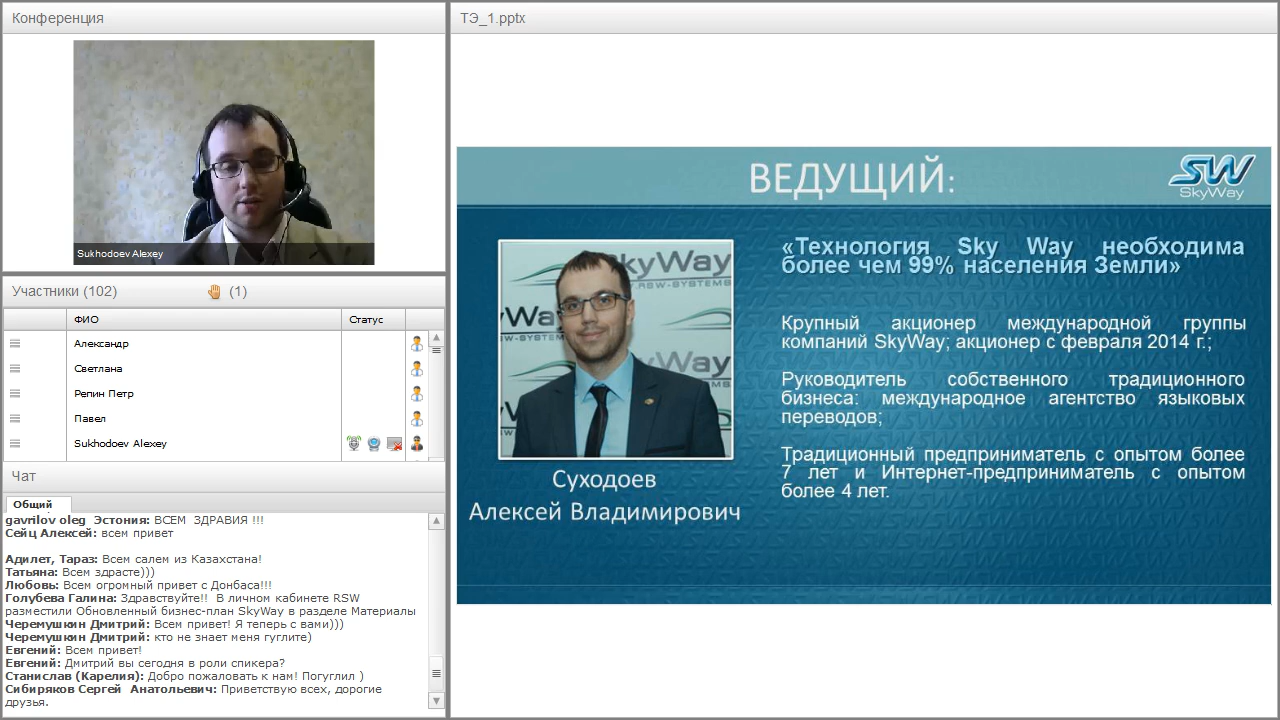 Конференция
Sukhodoev Alexey
Участники (102)
(1)
ФИО
Статус
Александр
Светлана
Репин Петр
Павел
Sukhodoev Alexey
Чат
Общий
gavrilov oleg Эстония: ВСЕМ ЗДРАВИЯ !!!
Сейц Алексей: всем привет
Адилет, Тараз: Всем салем из Казахстана!
Татьяна: Всем здрасте)))
Любовь: Всем огромный привет с Донбаса!!!
Голубева Галина: Здравствуйте!! В личном кабинете RSW
разместили Обновленный бизнес-план SkyWay в разделе Материалы
Черемушкин Дмитрий: Всем привет! Я теперь с вами)))
Черемушкин Дмитрий: кто не знает меня гуглите)
Евгений: Всем привет!
Евгений: Дмитрий вы сегодня в роли спикера?
Станислав (Карелия): Добро пожаловать к нам! Погуглил )
Сибиряков Сергей Анатольевич: Приветствую всех, дорогие
друзья.
ТЭ_1.pptx
ВЕДУЩИЙ:
SW
SkyWay
kyWay
.RSW-SYSTEMS
Суходоев
Алексей Владимирович
«Технология Sky Way необходима
более чем 99% населения Земли»
Крупный акционер международной группы
компаний SkyWay; акционер с февраля 2014 г.;
Руководитель собственного традиционного
бизнеса: международное агентство языковых
переводов;
Традиционный предприниматель с опытом более
7 лет и Интернет-предприниматель с опытом
более 4 лет.